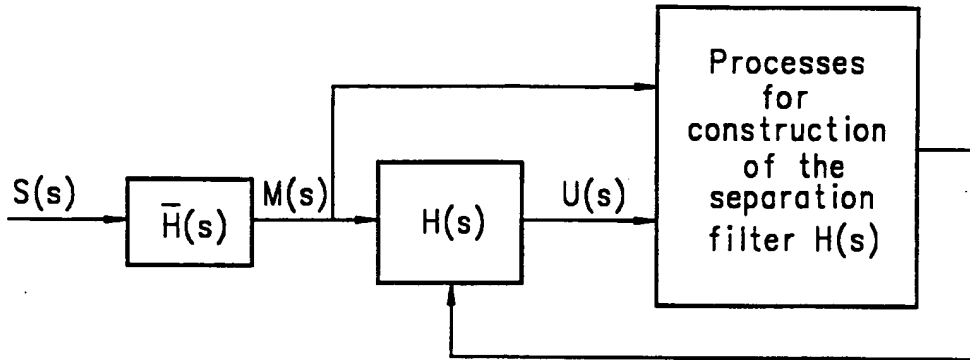 S(s)
H̅(s)
M(s)
H(s)
U(s)
Processes
for
construction
of the
separation
filter H(s)